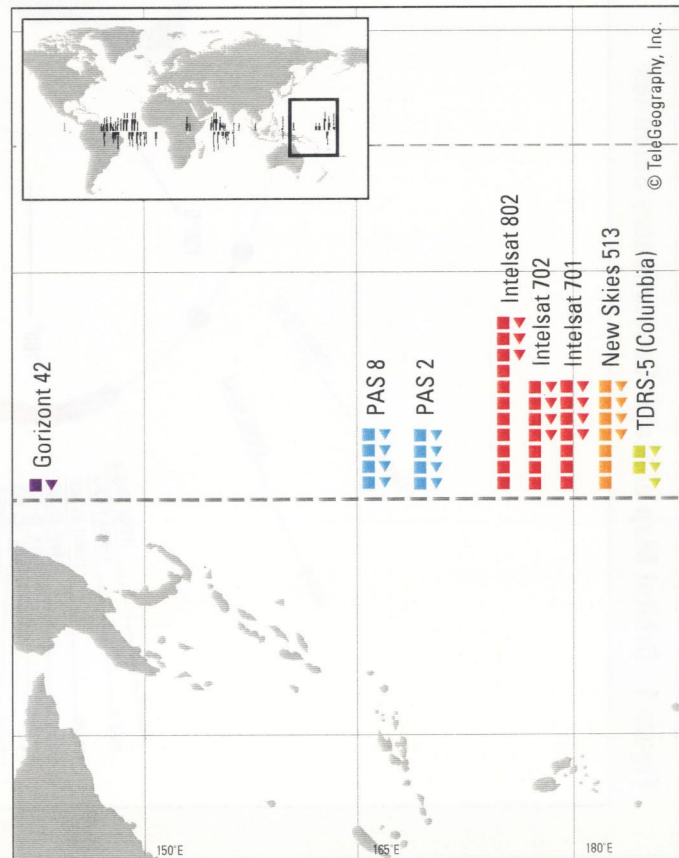 Gorizont 42
PAS 8
PAS 2
Intelsat 802
Intelsat 702
Intelsat 701
New Skies 513
TDRS-5 (Columbia)
© TeleGeography, Inc.
150°E
165°E
180°E